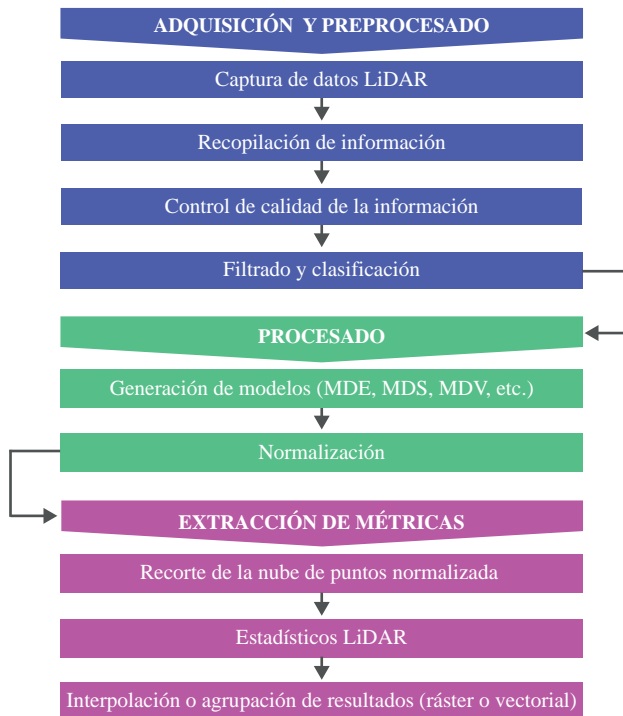 ADQUISICIÓN Y PREPROCESADO
Captura de datos LiDAR
Recopilación de información
Control de calidad de la información
Filtrado y clasificación
PROCESADO
Generación de modelos (MDE, MDS, MDV, etc.)
Normalización
EXTRACCIÓN DE MÉTRICAS
Recorte de la nube de puntos normalizada
Estadísticos LiDAR
Interpolación o agrupación de resultados (ráster o vectorial)